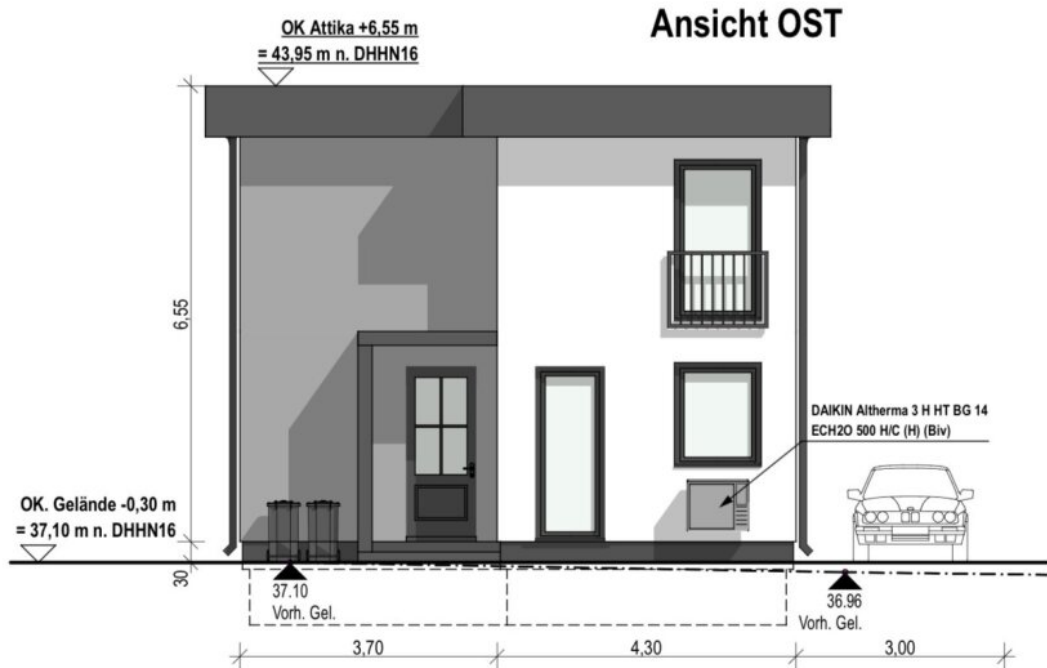 Ansicht OST
OK Attika +6,55 m
= 43,95 m n. DHHN16
6,55
DAIKIN Altherma 3 H HT BG 14
ECH2O 500 H/C (H) (Biv)
OK. Gelände -0,30 m
= 37,10 m n. DHHN16
30
37.10
Vorh. Gel.
36.96
Vorh. Gel.
3,70
4,30
3,00